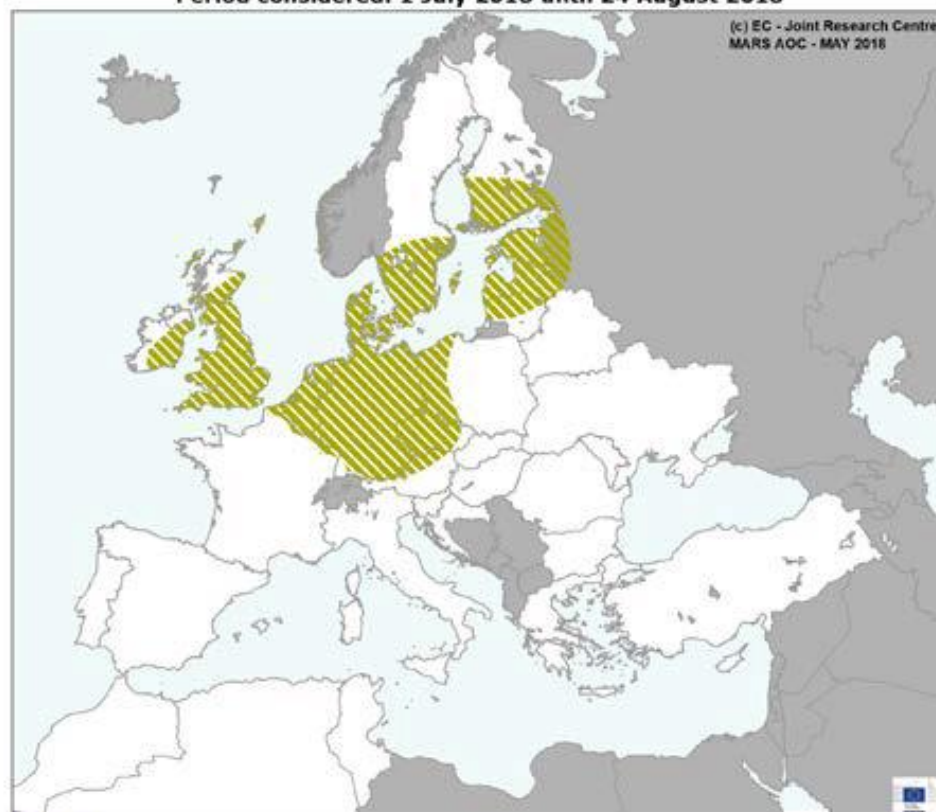 Period considered: 1 July 2018 until 24 August 2018
(c) EC - Joint Research Centre
MARS AOC - MAY 2018